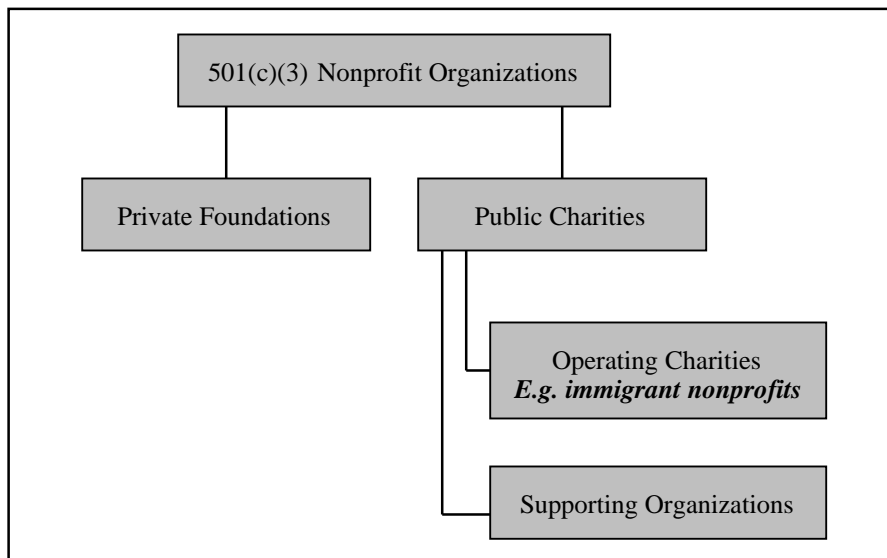 501(c)(3) Nonprofit Organizations
Private Foundations
Public Charities
Operating Charities
E.g. immigrant nonprofits
Supporting Organizations